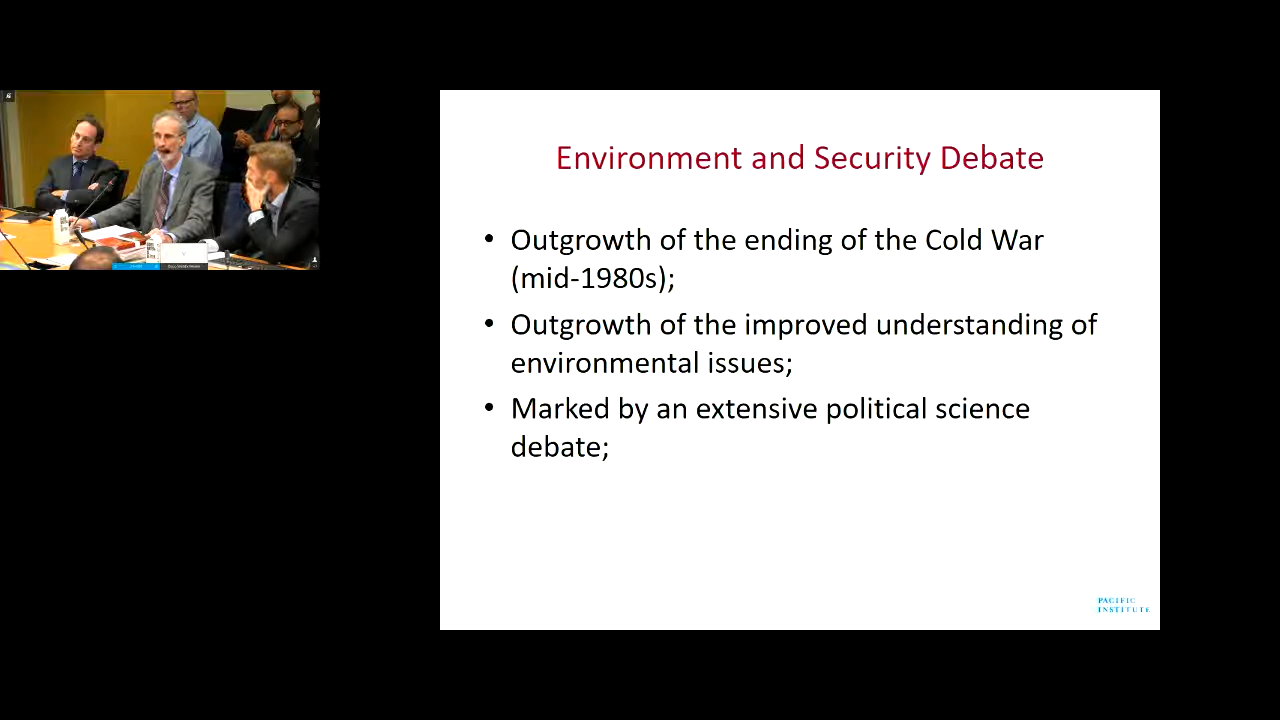 Environment and Security Debate
• Outgrowth of the ending of the Cold War
(mid-1980s);
• Outgrowth of the improved understanding of
environmental issues;
• Marked by an extensive political science
debate;
PACIFIC
INSTITUTE